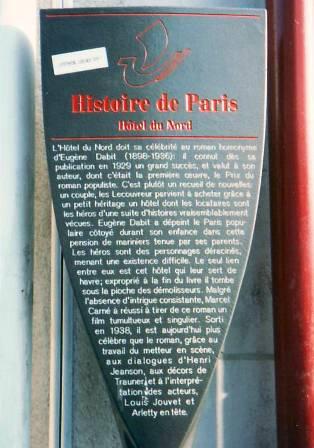 Histoire de Paris
Hôtel du Nord
L'Hôtel du Nord doit sa célébrité au roman homonyme
d'Eugène Dabit (1898-1936): il connut dès sa
publication en 1929 un grand succès, et valut à son
auteur, dont c'était la première œuvre, le Prix du
roman populiste. C'est plutôt un recueil de nouvelles:
un couple, les Lecouvreur parvient à acheter grâce à
un petit héritage un hôtel dont les locataires sont
les héros d'une suite d'histoires vraisemblablement
vécues. Eugène Dabit a dépeint le Paris popu-
laire côtoyé durant son enfance dans cette
pension de mariniers tenue par ses parents.
Les héros sont des personnages déracinés,
menant une existence difficile. Le seul lien
entre eux est cet hôtel qui leur sert de
havre; exproprié à la fin du livre il tombe
sous la pioche des démolisseurs. Malgré
l'absence d'intrigue consistante, Marcel
Carné a réussi à tirer de ce roman un
film tumultueux et singulier. Sorti
en 1938, il est aujourd'hui plus
célèbre que le roman, grâce au
travail du metteur en scène,
aux dialogues d'Henri
Jeanson, aux décors de
Trauner, et à l'interpré-
tation des acteurs,
Louis Jouvet et
Arletty en tête.